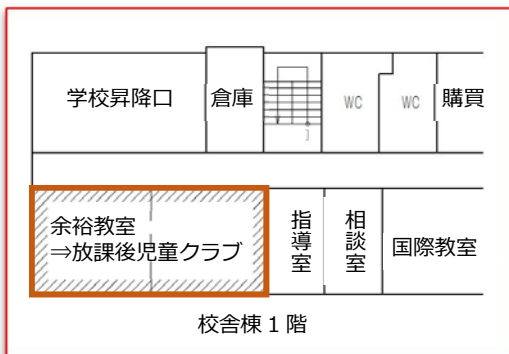 学校昇降口 倉庫 WC WC 購買
余裕教室
⇒放課後児童クラブ
指導室
相談室
国際教室
校舎棟1階